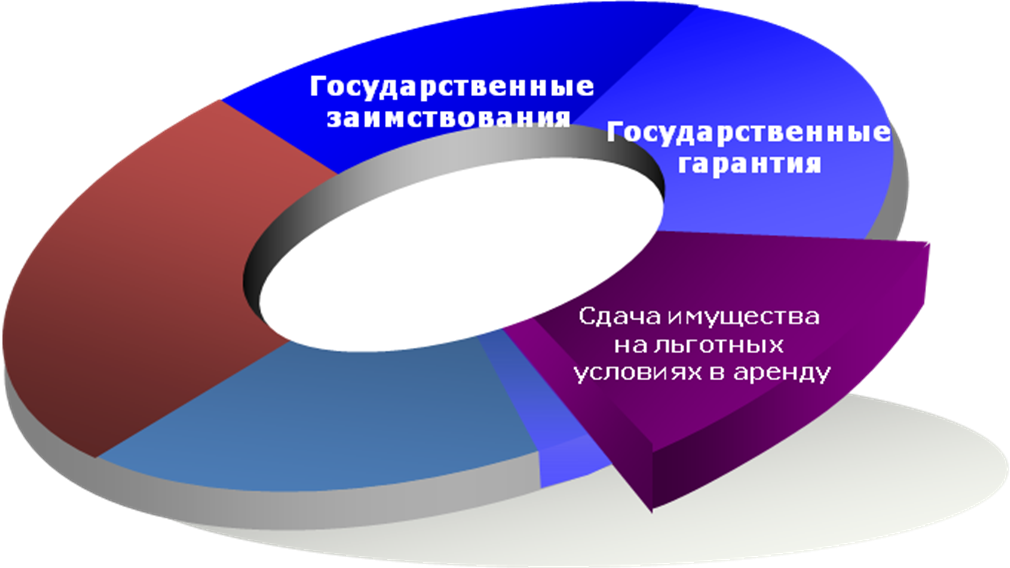 Государственные
заимствования
Государственные
гарантия
Сдача имущества
на льготных
условиях в аренду